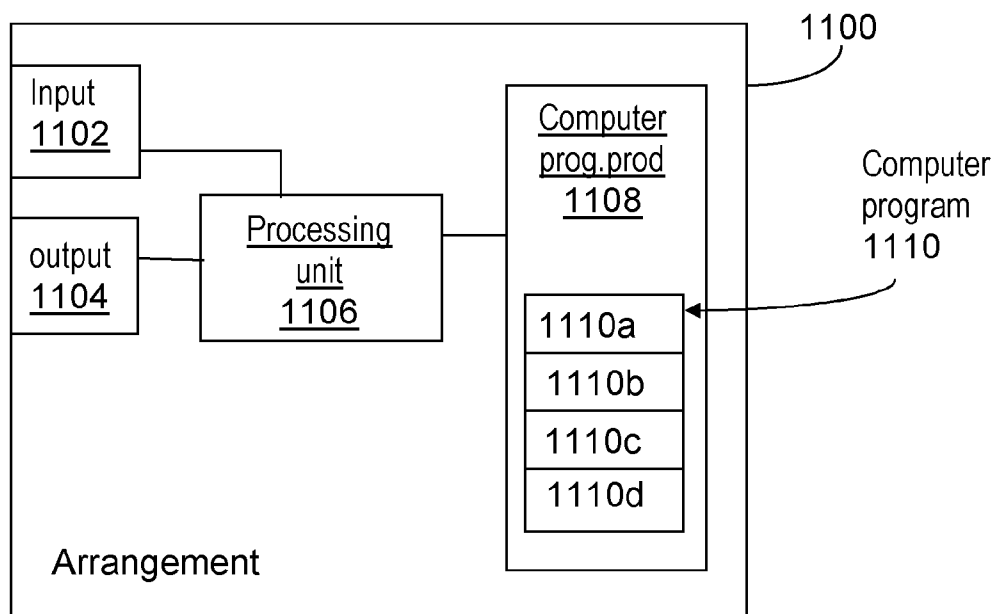 1100
Input
1102
output
1104
Processing
unit
1106
Computer
prog.prod
1108
1110a
1110b
1110c
1110d
Computer
program
1110
Arrangement